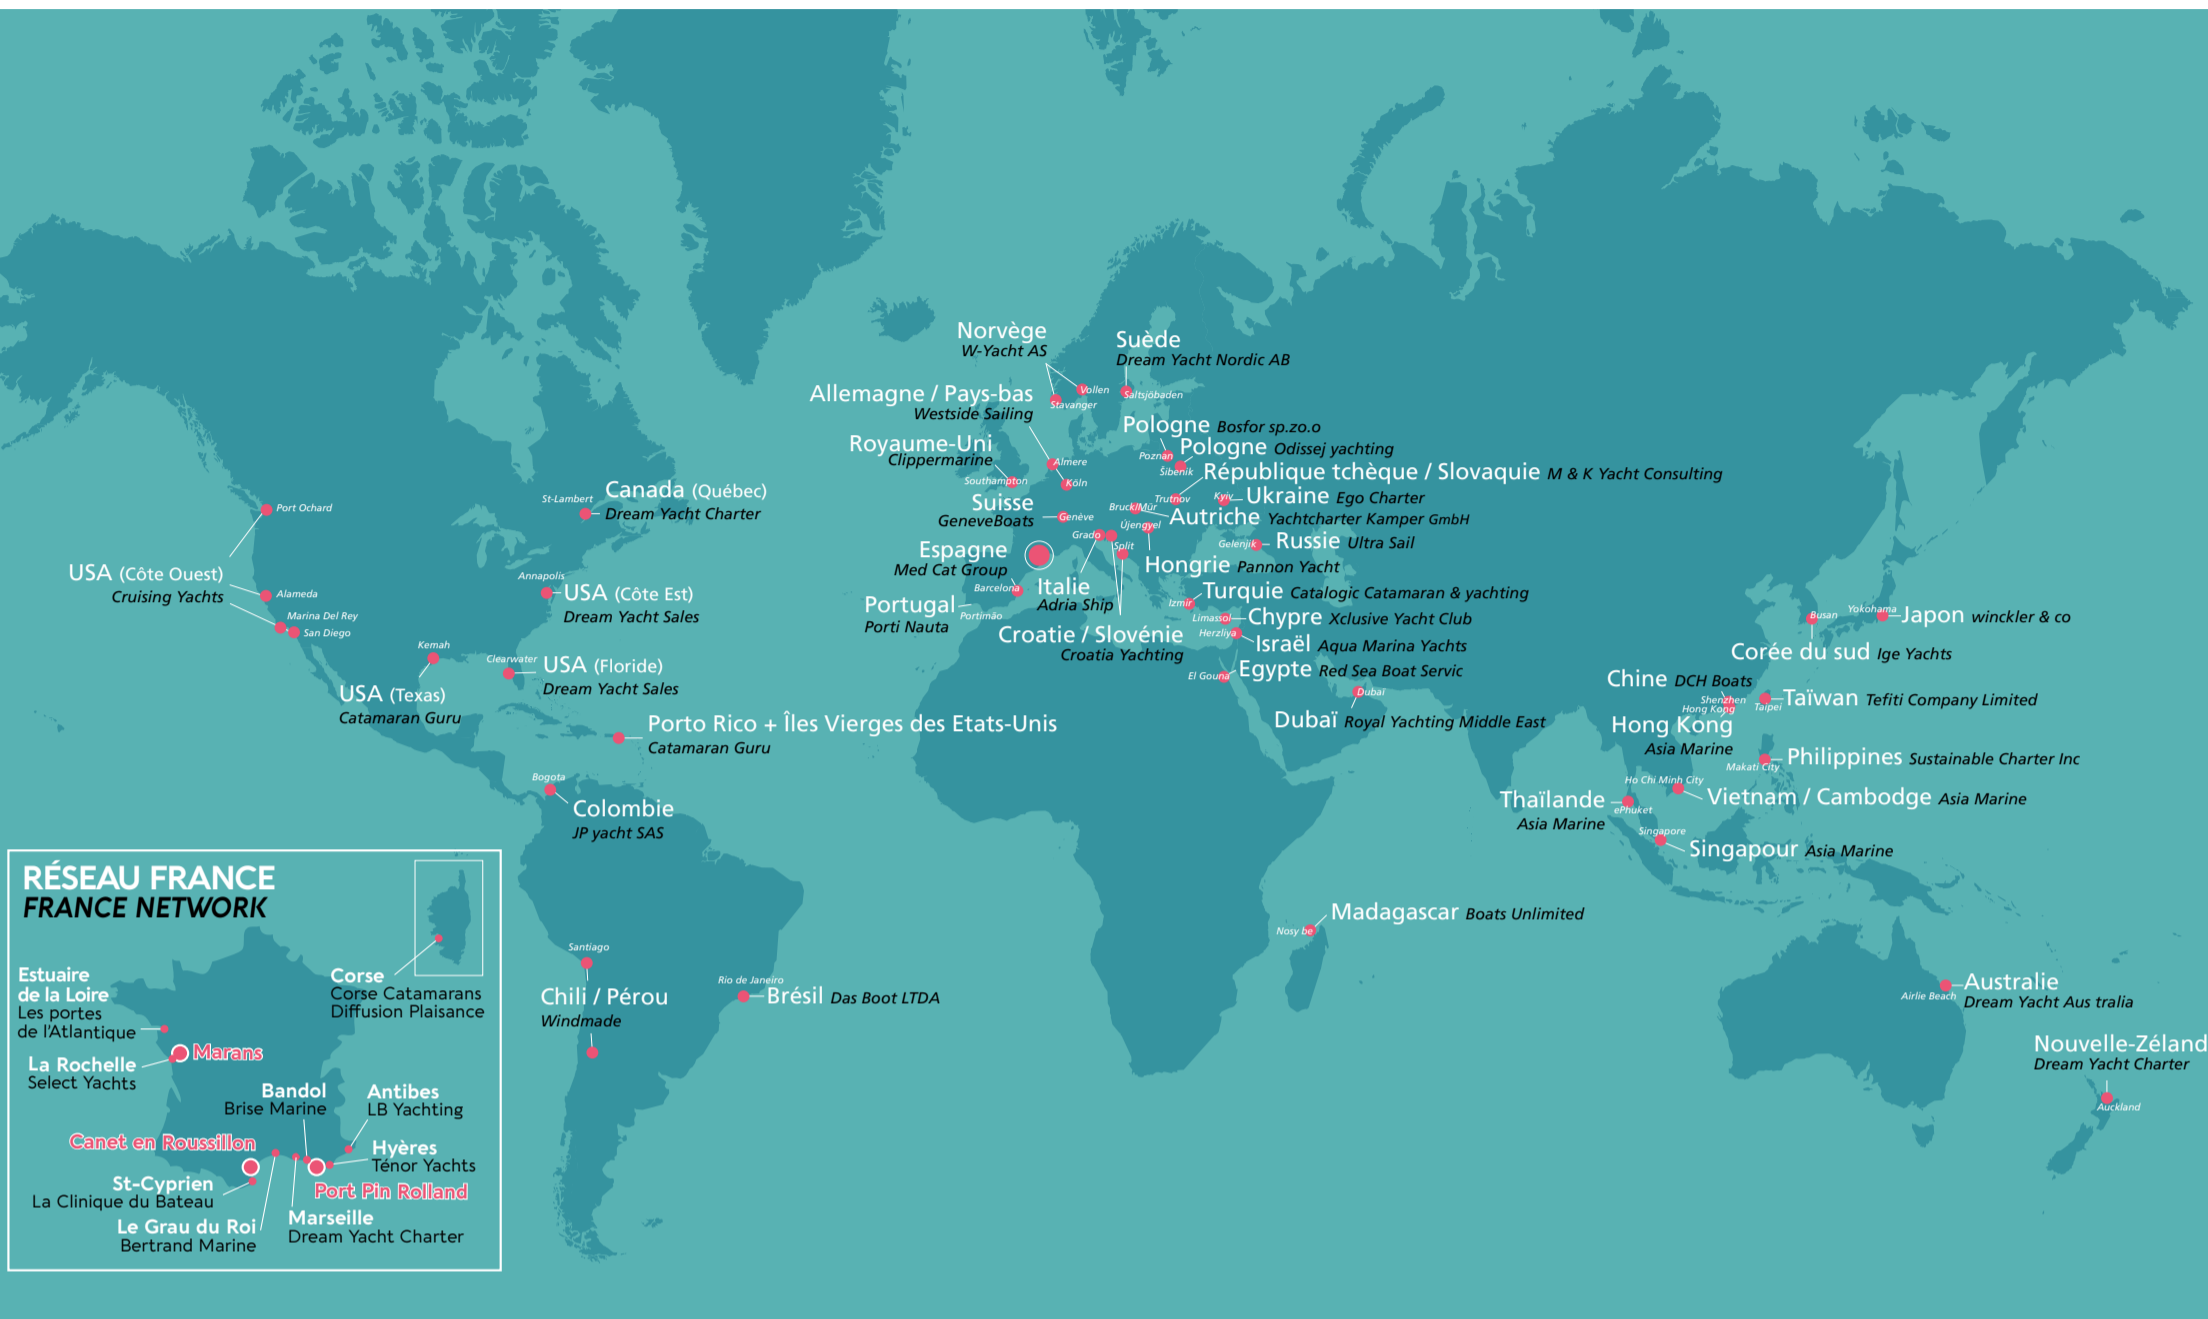 Norvège
W-Yacht AS
Vollen
Stavanger
Suède
Dream Yacht Nordic AB
Saltsjöbaden
Allemagne / Pays-bas
Westside Sailing
Almere
Köln
Pologne Bosfor sp.zo.o
Poznan
Pologne Odissej yachting
Šibenik
Royaume-Uni
Clippermarine
Southampton
République tchèque / Slovaquie M & K Yacht Consulting
Trutnov
Kyiv
Ukraine Ego Charter
Suisse
GeneveBoats
Genève
Bruck/Mür
Autriche Yachtcharter Kamper GmbH
Újengyel
Hongrie Pannon Yacht
Gelenjik
Russie Ultra Sail
Espagne
Med Cat Group
Barcelona
Grado
Italie
Adria Ship
Split
Croatie / Slovénie
Croatia Yachting
Portugal
Porti Nauta
Portimão
Izmir
Turquie Catalogic Catamaran & yachting
Limassol
Chypre Xclusive Yacht Club
Herzliya
Israël Aqua Marina Yachts
El Gouna
Egypte Red Sea Boat Servic
Dubaï
Dubaï Royal Yachting Middle East
St-Lambert
Canada (Québec)
Dream Yacht Charter
Port Ochard
USA (Côte Ouest)
Cruising Yachts
Alameda
Marina Del Rey
San Diego
Annapolis
USA (Côte Est)
Dream Yacht Sales
Kemah
USA (Texas)
Catamaran Guru
Clearwater
USA (Floride)
Dream Yacht Sales
Porto Rico + Îles Vierges des Etats-Unis
Catamaran Guru
Bogota
Colombie
JP yacht SAS
Santiago
Chili / Pérou
Windmade
Rio de Janeiro
Brésil Das Boot LTDA
Busan
Corée du sud Ige Yachts
Yokohama
Japon winckler & co
Chine DCH Boats
Shenzhen
Hong Kong
Hong Kong
Asia Marine
Taipei
Taïwan Tefiti Company Limited
Makati City
Philippines Sustainable Charter Inc
Ho Chi Minh City
Vietnam / Cambodge Asia Marine
Thaïlande
Asia Marine
ePhuket
Singapore
Singapour Asia Marine
Nosy be
Madagascar Boats Unlimited
Airlie Beach
Australie
Dream Yacht Aus tralia
Nouvelle-Zéland
Dream Yacht Charter
Auckland
RÉSEAU FRANCE
FRANCE NETWORK
Corse
Corse Catamarans
Diffusion Plaisance
Estuaire
de la Loire
Les portes
de l'Atlantique
Marans
La Rochelle
Select Yachts
Bandol
Brise Marine
Antibes
LB Yachting
Canet en Roussillon
Hyères
Ténor Yachts
St-Cyprien
La Clinique du Bateau
Port Pin Rolland
Le Grau du Roi
Bertrand Marine
Marseille
Dream Yacht Charter